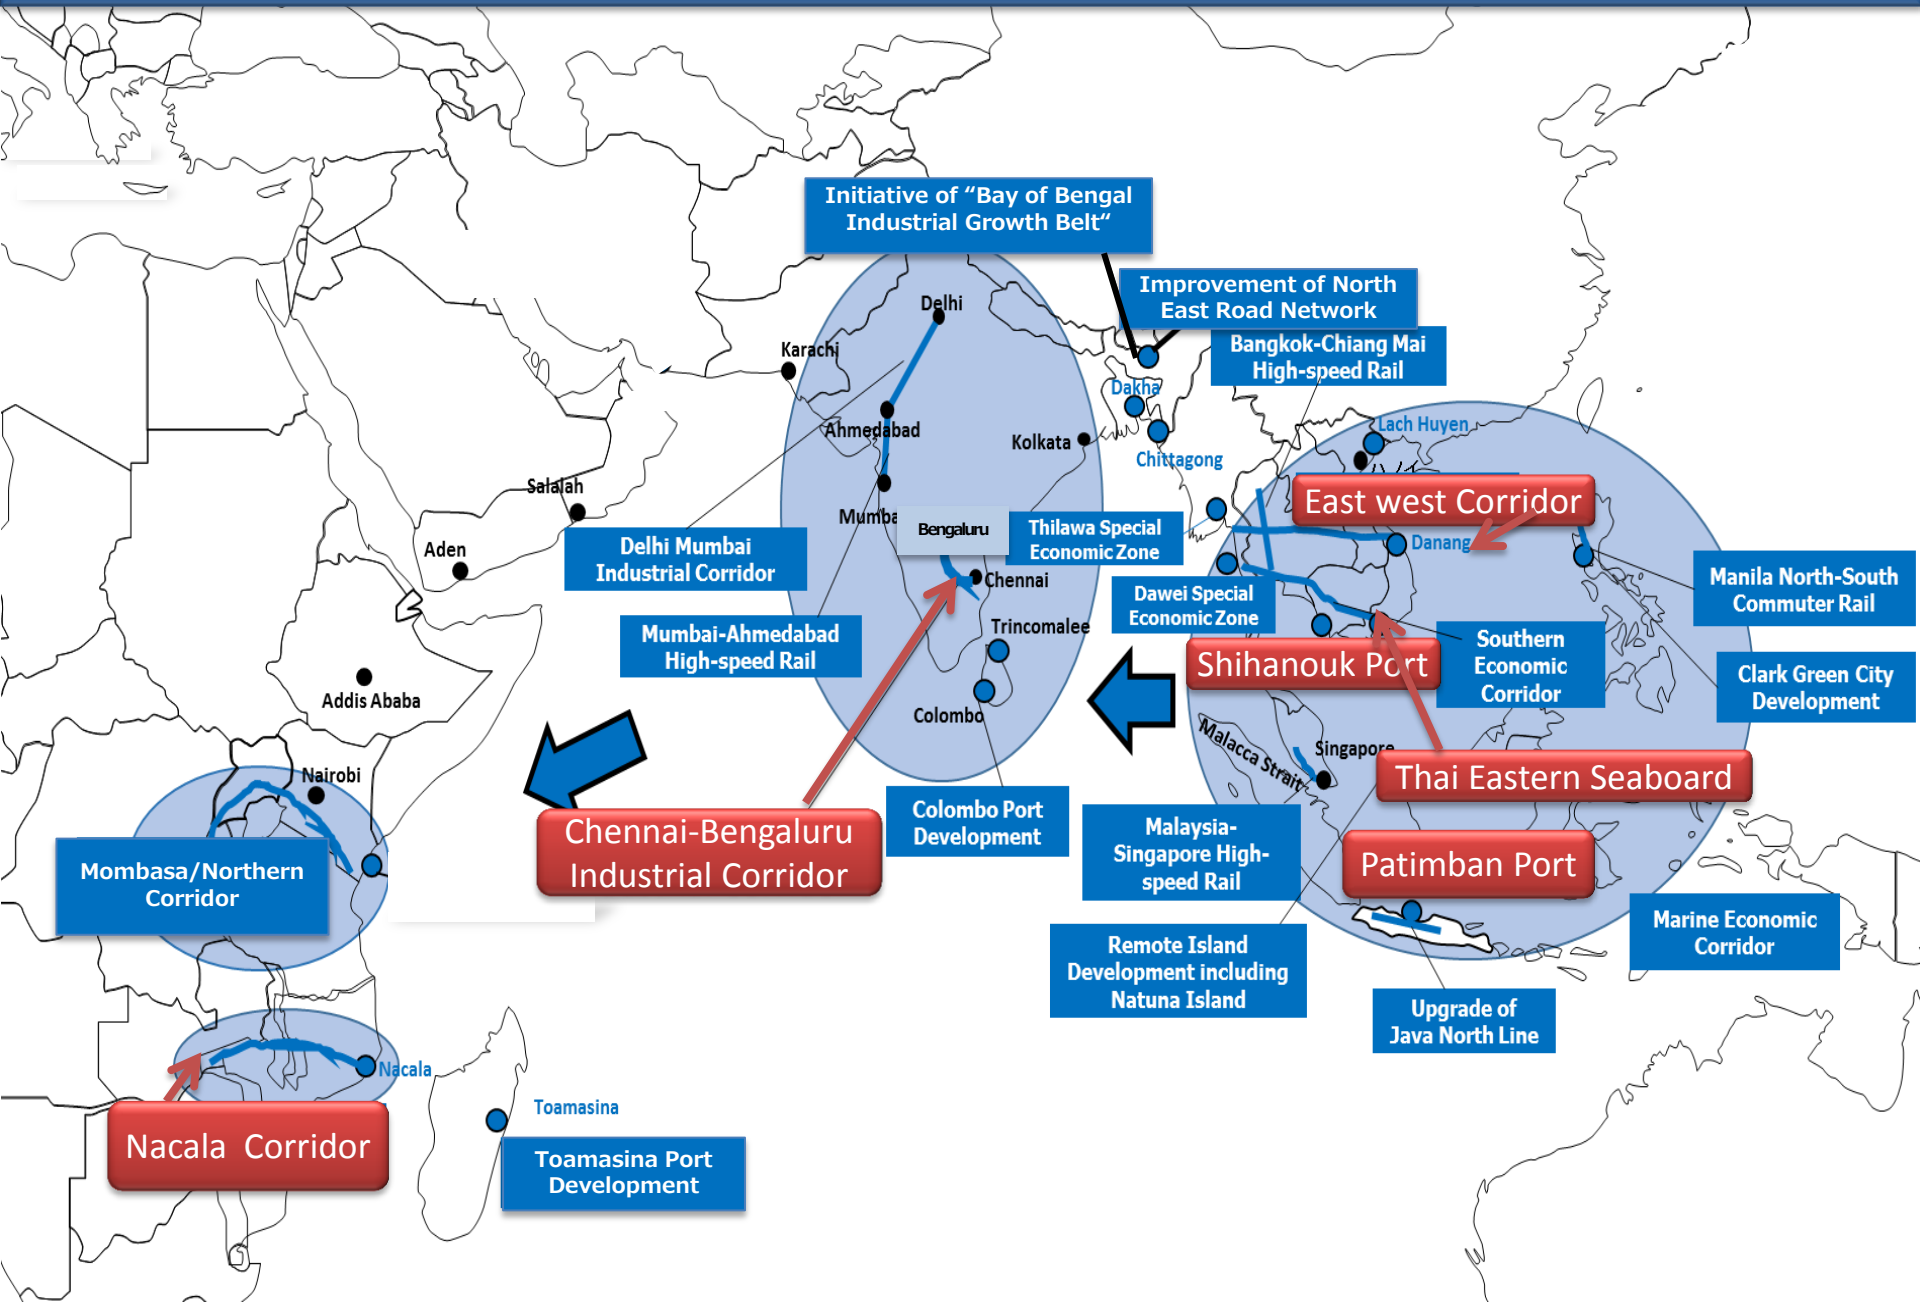 Initiative of “Bay of Bengal
Industrial Growth Belt“
Improvement of North
East Road Network
Bangkok-Chiang Mai
High-speed Rail
Delhi
Karachi
Ahmedabad
Kolkata
Dakha
Chittagong
Lach Huyen
East west Corridor
Danang
Salalah
Aden
Mumba
Bengaluru
Thilawa Special
Economic Zone
Delhi Mumbai
Industrial Corridor
Chennai
Dawei Special
Economic Zone
Manila North-South
Commuter Rail
Mumbai-Ahmedabad
High-speed Rail
Trincomalee
Shihanouk Port
Southern
Economic
Corridor
Clark Green City
Development
Addis Ababa
Colombo
Malacca Strait
Singapore
Thai Eastern Seaboard
Nairobi
Chennai-Bengaluru
Industrial Corridor
Colombo Port
Development
Malaysia-
Singapore High-
speed Rail
Patimban Port
Mombasa/Northern
Corridor
Marine Economic
Corridor
Remote Island
Development including
Natuna Island
Upgrade of
Java North Line
Nacala
Nacala Corridor
Toamasina
Toamasina Port
Development